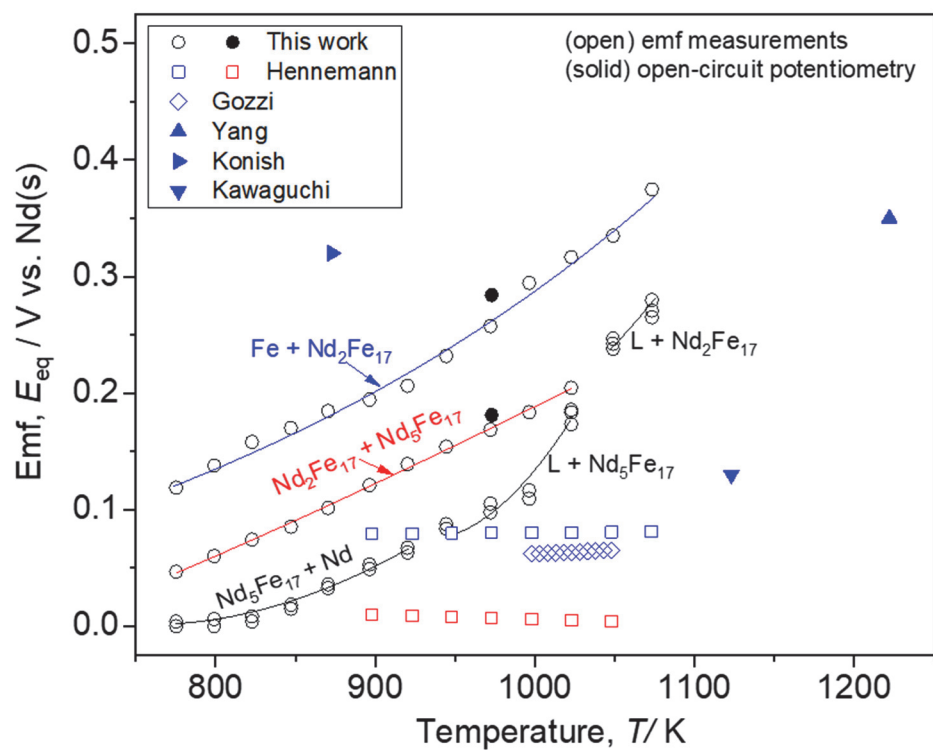 0.5
0.4
0.3
0.2
0.1
0.0
Emf, E_eq / V vs. Nd(s)
This work
Hennemann
Gozzi
Yang
Konish
Kawaguchi
(open) emf measurements
(solid) open-circuit potentiometry
Fe + Nd₂Fe₁₇
L + Nd₂Fe₁₇
Nd₂Fe₁₇ + Nd₅Fe₁₇
L + Nd₅Fe₁₇
Nd₅Fe₁₇ + Nd
800 900 1000 1100 1200
Temperature, T/ K